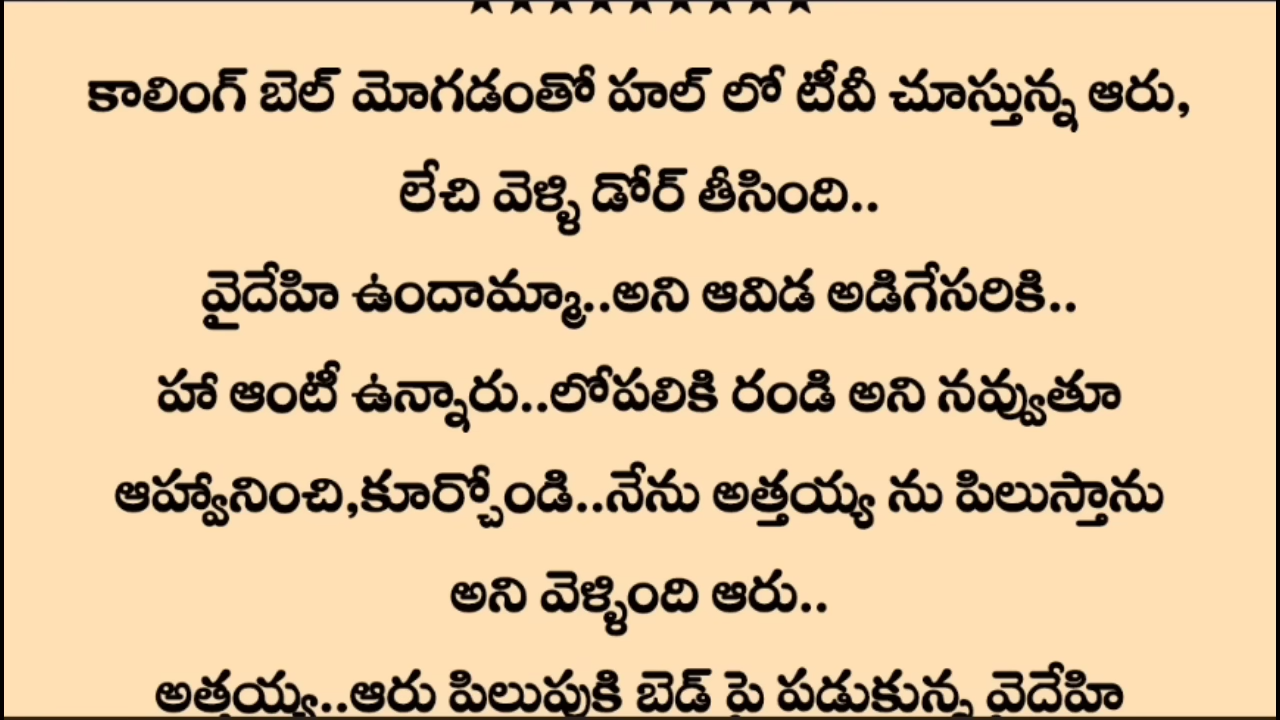 కాలింగ్ బెల్ మోగడంతో హల్ లో టీవీ చూస్తున్న ఆరు,
లేచి వెళ్ళి డోర్ తీసింది..
వైదేహి ఉందామ్మా..అని ఆవిడ అడిగేసరికి..
హా ఆంటీ ఉన్నారు..లోపలికి రండి అని నవ్వుతూ
ఆహ్వానించి,కూర్చోండి..నేను అత్తయ్య ను పిలుస్తాను
అని వెళ్ళింది ఆరు..
అత్తయ్య..ఆరు పిలుపుకి బెడ్ పై పడుకున్న వైదేహి